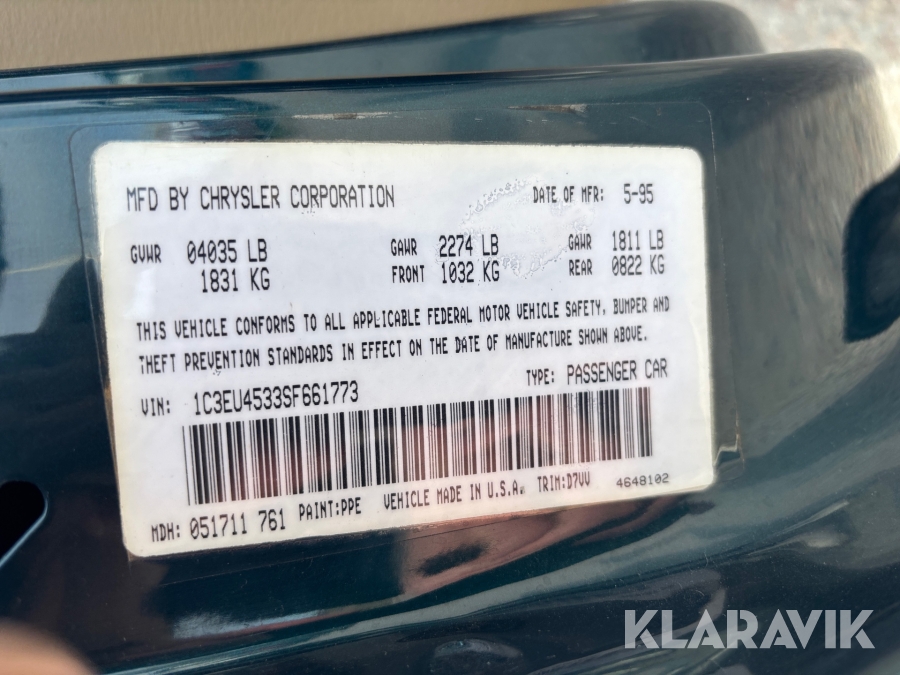 MFD BY CHRYSLER CORPORATION DATE OF MFR: 5-95
GVWR 04035 LB GAWR 2274 LB GAWR 1811 LB
1831 KG FRONT 1032 KG REAR 0822 KG
THIS VEHICLE CONFORMS TO ALL APPLICABLE FEDERAL MOTOR VEHICLE SAFETY, BUMPER AND
THEFT PREVENTION STANDARDS IN EFFECT ON THE DATE OF MANUFACTURE SHOWN ABOVE.
VIN: 1C3EU4533SF661773 TYPE: PASSENGER CAR
MDH: 051711 761 PAINT:PPE VEHICLE MADE IN U.S.A. TRIM:D7VV 4648102
KLARAVIK